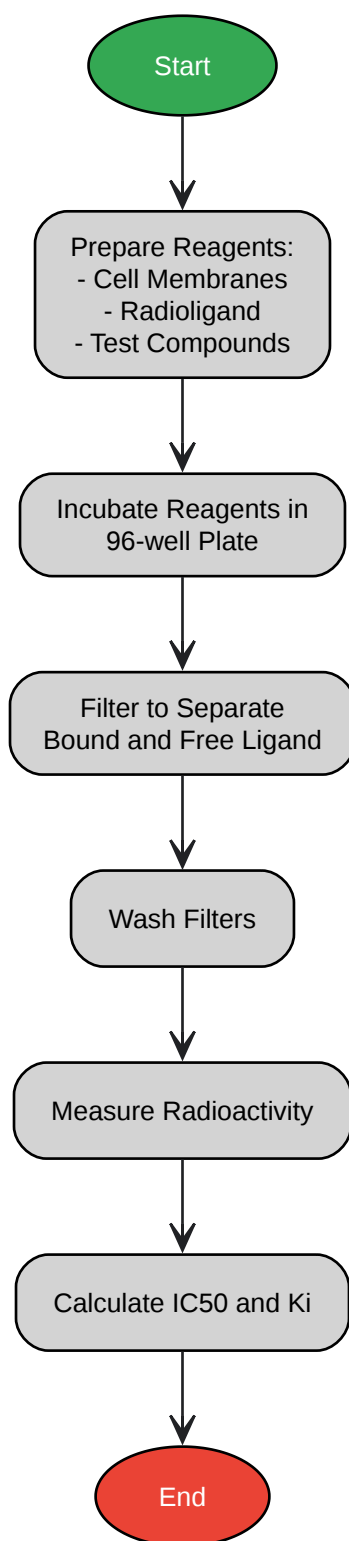 Start
Prepare Reagents:
- Cell Membranes
- Radioligand
- Test Compounds
Incubate Reagents in
96-well Plate
Filter to Separate
Bound and Free Ligand
Wash Filters
Measure Radioactivity
Calculate IC50 and Ki
End